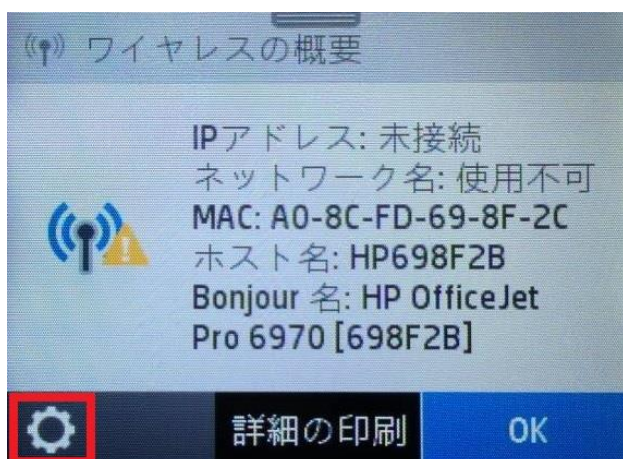 ワイヤレスの概要
IPアドレス: 未接続
ネットワーク名: 使用不可
MAC: A0-8C-FD-69-8F-2C
ホスト名: HP698F2B
Bonjour 名: HP OfficeJet
Pro 6970 [698F2B]
詳細の印刷
OK